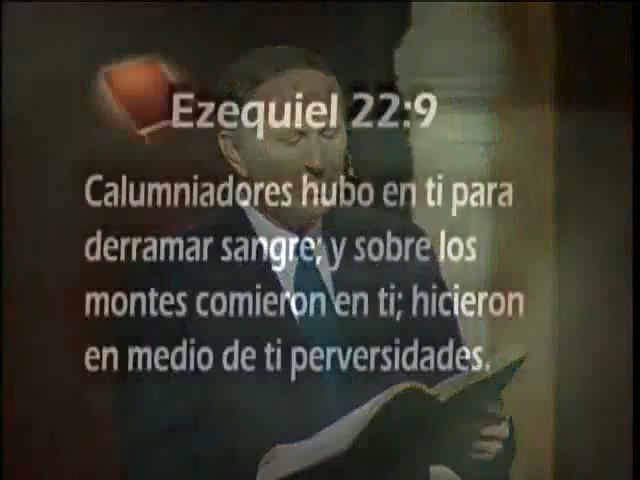 Ezequiel 22:9
Calumniadores hubo en ti para
derramar sangre; y sobre los
montes comieron en ti; hicieron
en medio de ti perversidades.